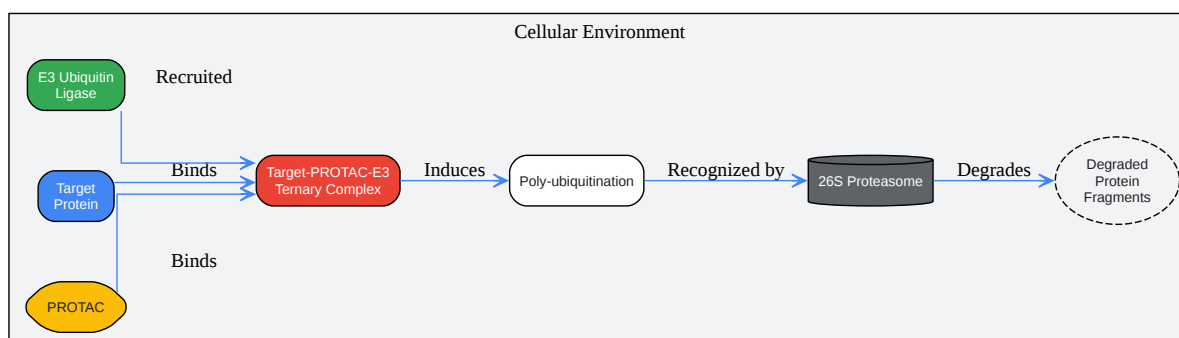 Cellular Environment
E3 Ubiquitin
Ligase
Recruited
Target
Protein
Binds
PROTAC
Binds
Target-PROTAC-E3
Ternary Complex
Induces
Poly-ubiquitination
Recognized by
26S Proteasome
Degrades
Degraded
Protein
Fragments